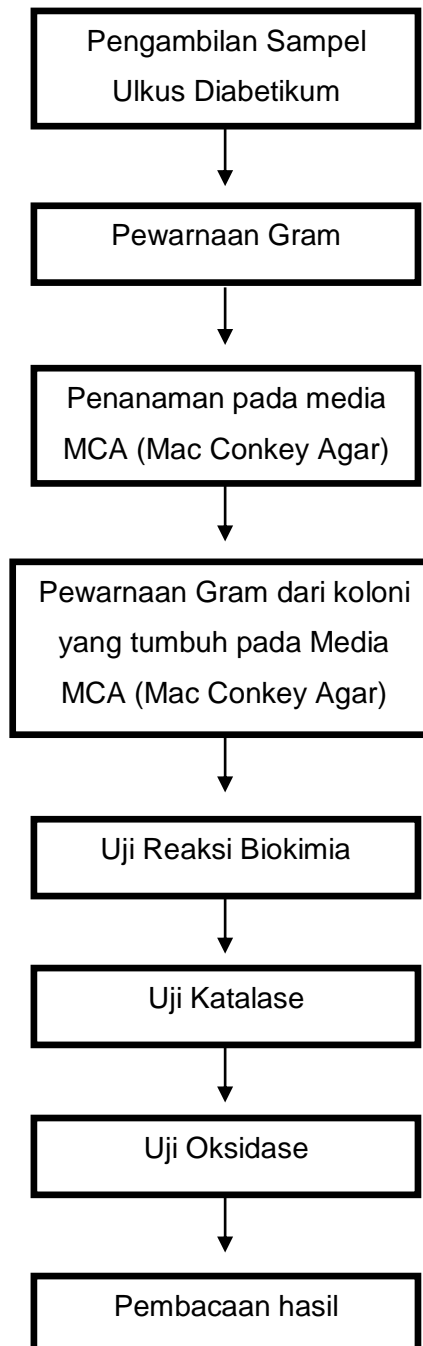 Pengambilan Sampel
Ulkus Diabetikum
Pewarnaan Gram
Penanaman pada media
MCA (Mac Conkey Agar)
Pewarnaan Gram dari koloni
yang tumbuh pada Media
MCA (Mac Conkey Agar)
Uji Reaksi Biokimia
Uji Katalase
Uji Oksidase
Pembacaan hasil